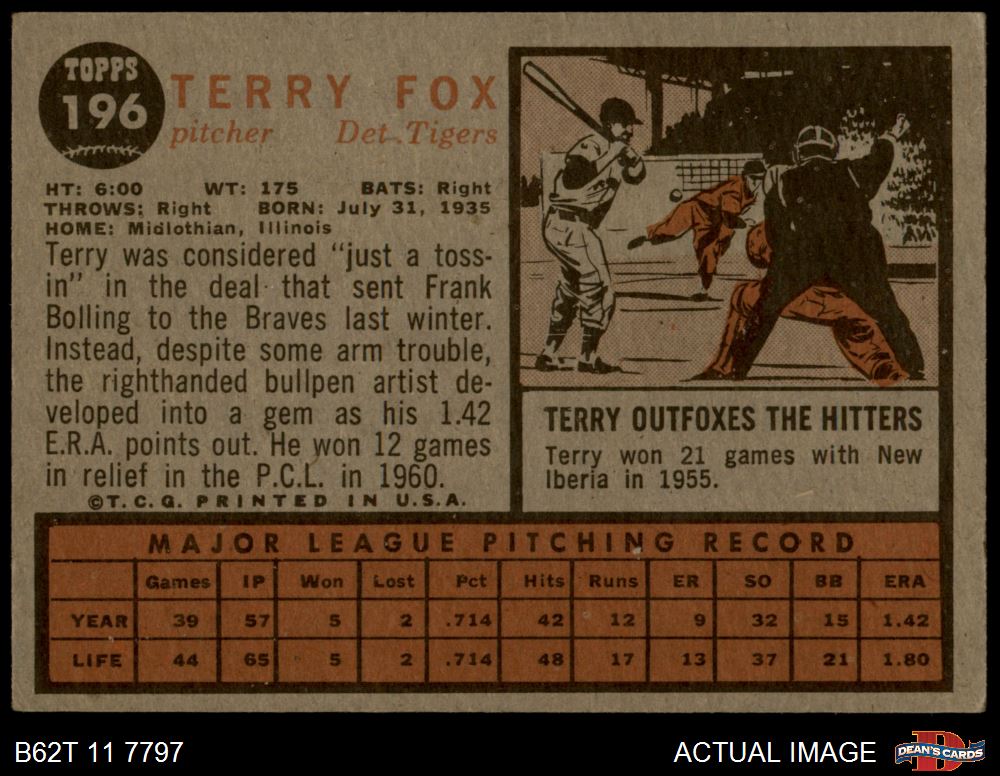 TOPPS
196
TERRY FOX
pitcher Det. Tigers
HT: 6:00 WT: 175 BATS: Right
THROWS: Right BORN: July 31, 1935
HOME: Midlothian, Illinois
Terry was considered "just a toss-
in" in the deal that sent Frank
Bolling to the Braves last winter.
Instead, despite some arm trouble,
the righthanded bullpen artist de-
veloped into a gem as his 1.42
E.R.A. points out. He won 12 games
in relief in the P.C.L. in 1960.
©T.C.G. PRINTED IN U.S.A.
TERRY OUTFOXES THE HITTERS
Terry won 21 games with New
Iberia in 1955.
MAJOR LEAGUE PITCHING RECORD
Games IP Won Lost Pct Hits Runs ER SO BB ERA
YEAR 39 57 5 2 .714 42 12 9 32 15 1.42
LIFE 44 65 5 2 .714 48 17 13 37 21 1.80
B62T 11 7797
ACTUAL IMAGE
D
DEAN'S CARDS